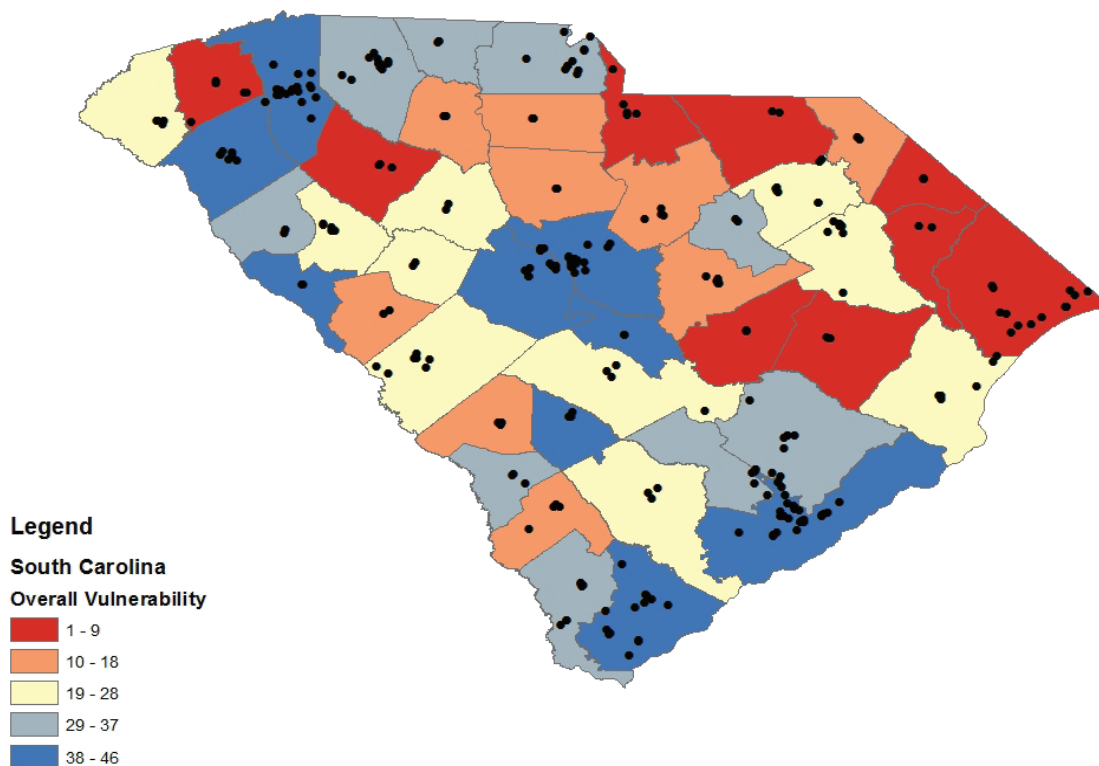 Legend
South Carolina
Overall Vulnerability
1 - 9
10 - 18
19 - 28
29 - 37
38 - 46